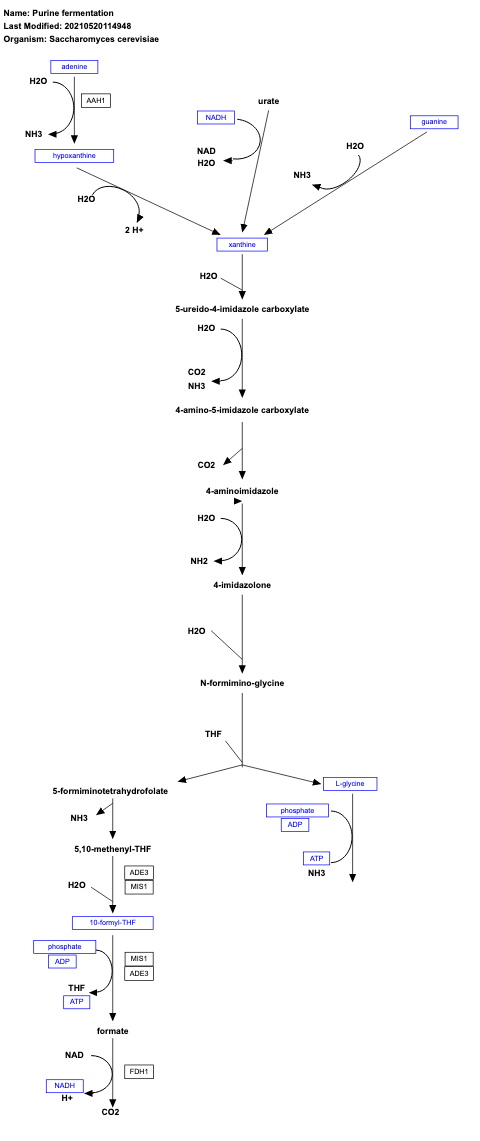 Name: Purine fermentation
Last Modified: 20210520114948
Organism: Saccharomyces cerevisiae
adenine
H2O
AAH1
NH3
hypoxanthine
urate
NADH
NAD
H2O
guanine
H2O
NH3
H2O
2 H+
xanthine
H2O
5-ureido-4-imidazole carboxylate
H2O
CO2
NH3
4-amino-5-imidazole carboxylate
CO2
4-aminoimidazole
H2O
NH2
4-imidazolone
H2O
N-formimino-glycine
THF
5-formiminotetrahydrofolate
L-glycine
NH3
phosphate
ADP
ATP
NH3
5,10-methenyl-THF
H2O
ADE3
MIS1
10-formyl-THF
phosphate
ADP
MIS1
ADE3
THF
ATP
formate
NAD
FDH1
NADH
H+
CO2